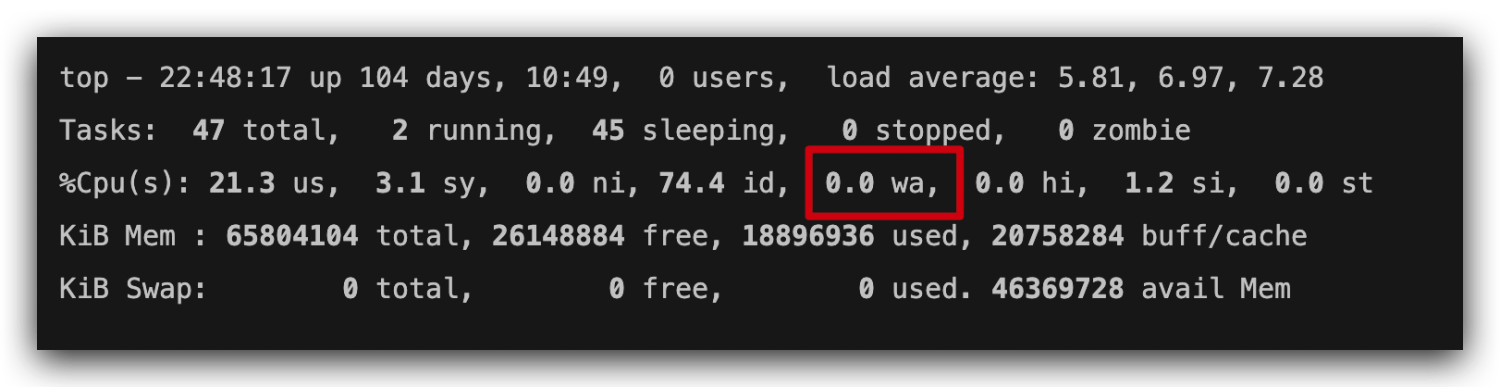 top - 22:48:17 up 104 days, 10:49,  0 users,  load average: 5.81, 6.97, 7.28
Tasks:  47 total,   2 running,  45 sleeping,   0 stopped,   0 zombie
%Cpu(s): 21.3 us,  3.1 sy,  0.0 ni, 74.4 id,  0.0 wa,  0.0 hi,  1.2 si,  0.0 st
KiB Mem : 65804104 total, 26148884 free, 18896936 used, 20758284 buff/cache
KiB Swap:        0 total,        0 free,        0 used. 46369728 avail Mem